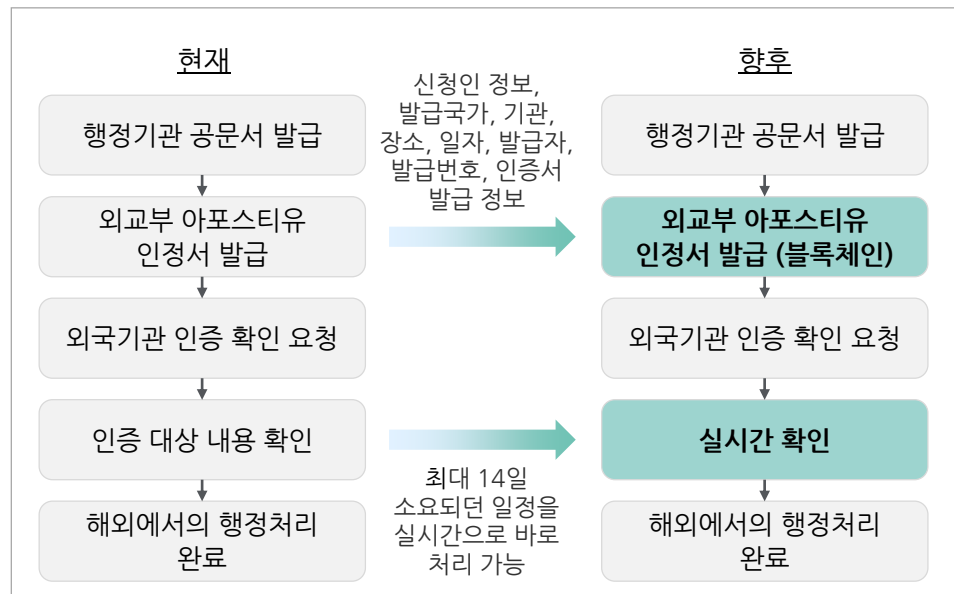 현재
행정기관 공문서 발급
외교부 아포스티유
인정서 발급
외국기관 인증 확인 요청
인증 대상 내용 확인
해외에서의 행정처리
완료
신청인 정보,
발급국가, 기관,
장소, 일자, 발급자,
발급번호, 인증서
발급 정보
최대 14일
소요되던 일정을
실시간으로 바로
처리 가능
향후
행정기관 공문서 발급
외교부 아포스티유
인정서 발급 (블록체인)
외국기관 인증 확인 요청
실시간 확인
해외에서의 행정처리
완료